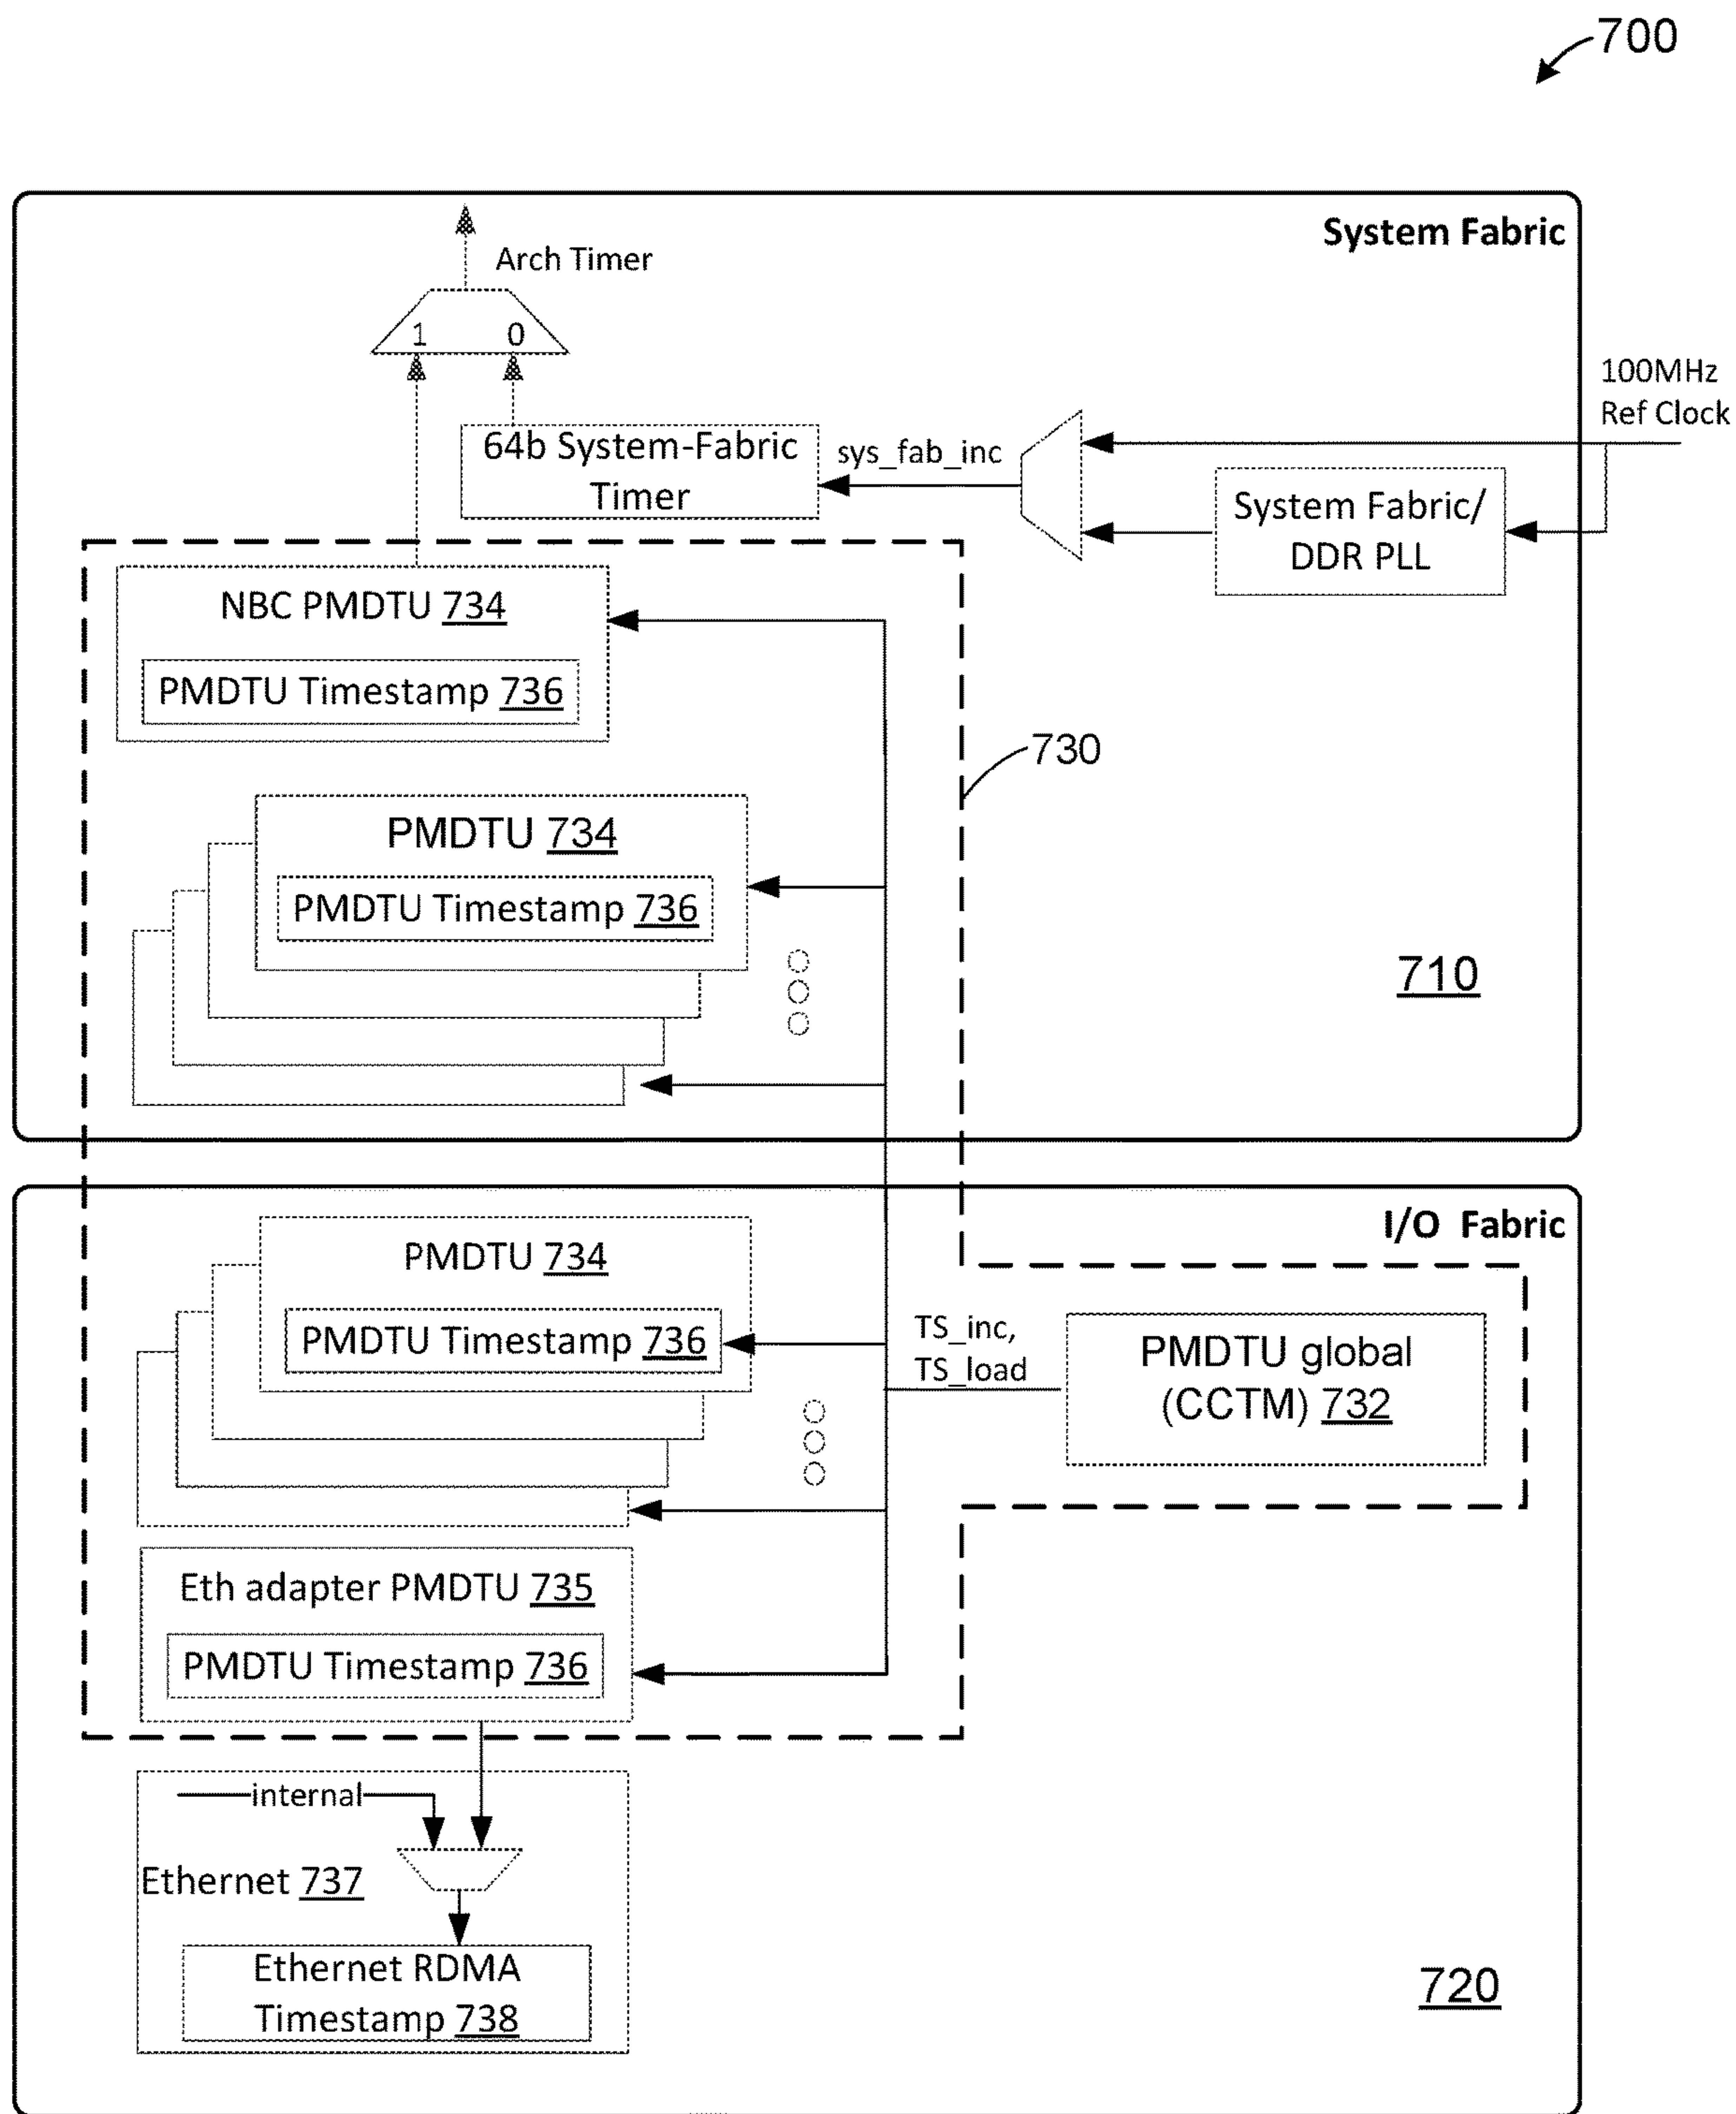 700
System Fabric
Arch Timer
1 0
100MHz
Ref Clock
64b System-Fabric
Timer
sys_fab_inc
System Fabric/
DDR PLL
NBC PMDTU 734
PMDTU Timestamp 736
730
PMDTU 734
PMDTU Timestamp 736
710
I/O Fabric
PMDTU 734
PMDTU Timestamp 736
TS_inc,
TS_load
PMDTU global
(CCTM) 732
Eth adapter PMDTU 735
PMDTU Timestamp 736
internal
Ethernet 737
Ethernet RDMA
Timestamp 738
720